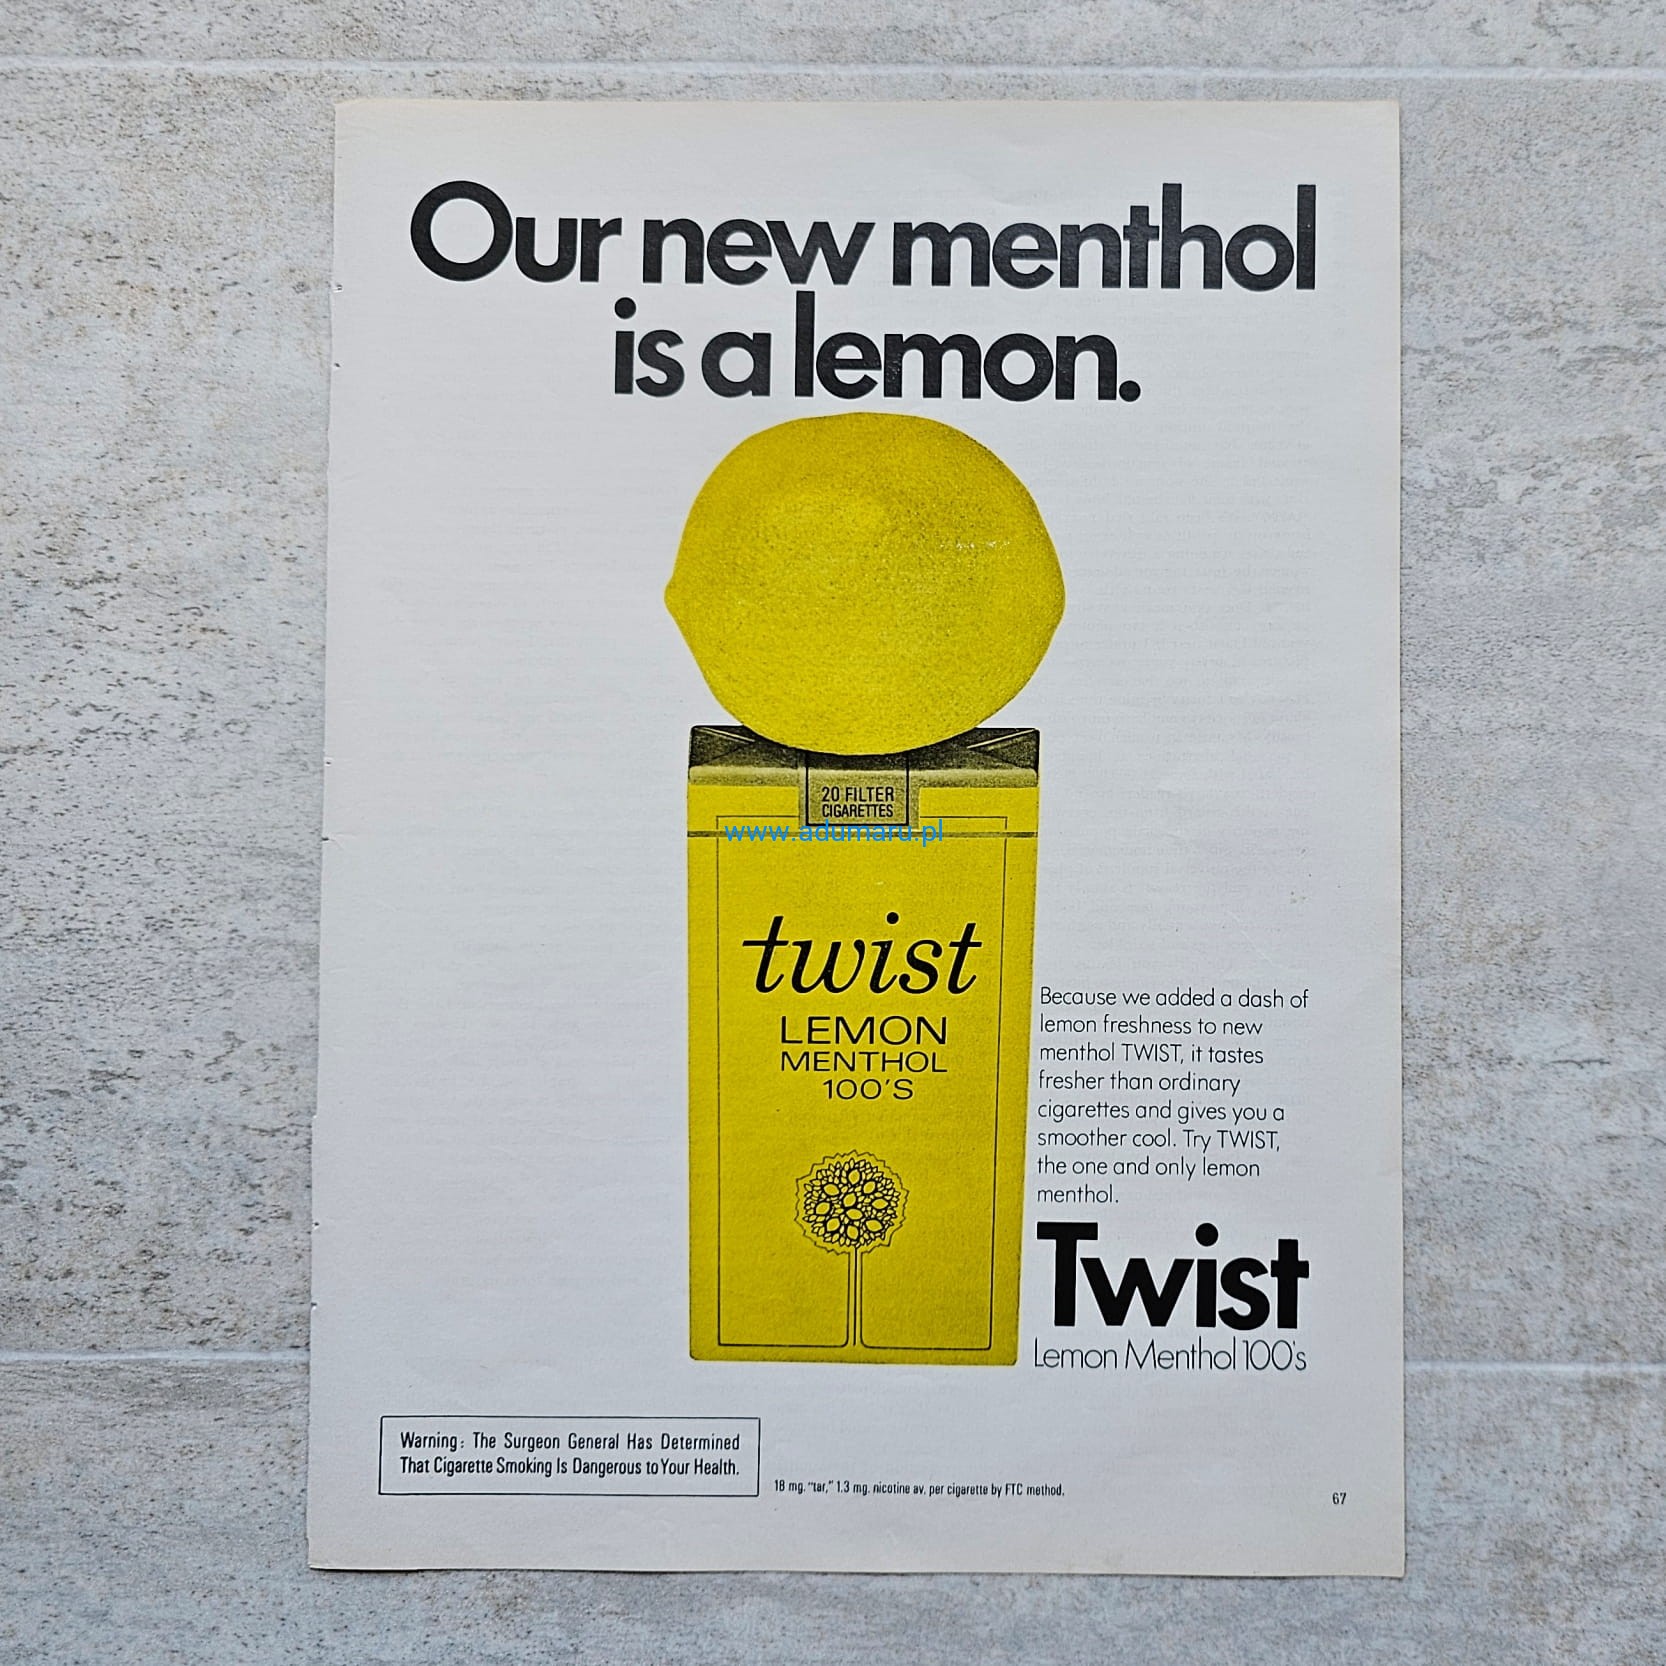 Our new menthol
is a lemon.
20 FILTER
CIGARETTES
www.adumaru.pl
twist
LEMON
MENTHOL
100'S
Because we added a dash of
lemon freshness to new
menthol TWIST, it tastes
fresher than ordinary
cigarettes and gives you a
smoother cool. Try TWIST,
the one and only lemon
menthol.
Twist
Lemon Menthol 100's
Warning: The Surgeon General Has Determined
That Cigarette Smoking Is Dangerous to Your Health.
18 mg. "tar," 1.3 mg. nicotine av. per cigarette by FTC method.
67